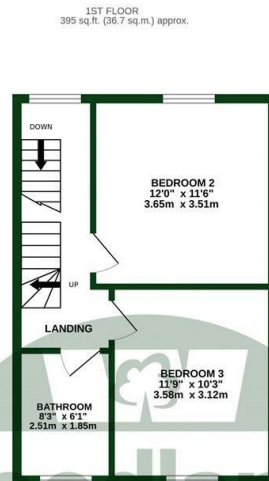 1ST FLOOR
395 sq.ft. (36.7 sq.m.) approx.
DOWN
BEDROOM 2
12'0" x 11'6"
3.65m x 3.51m
UP
LANDING
BEDROOM 3
11'9" x 10'3"
3.58m x 3.12m
BATHROOM
8'3" x 6'1"
2.51m x 1.85m